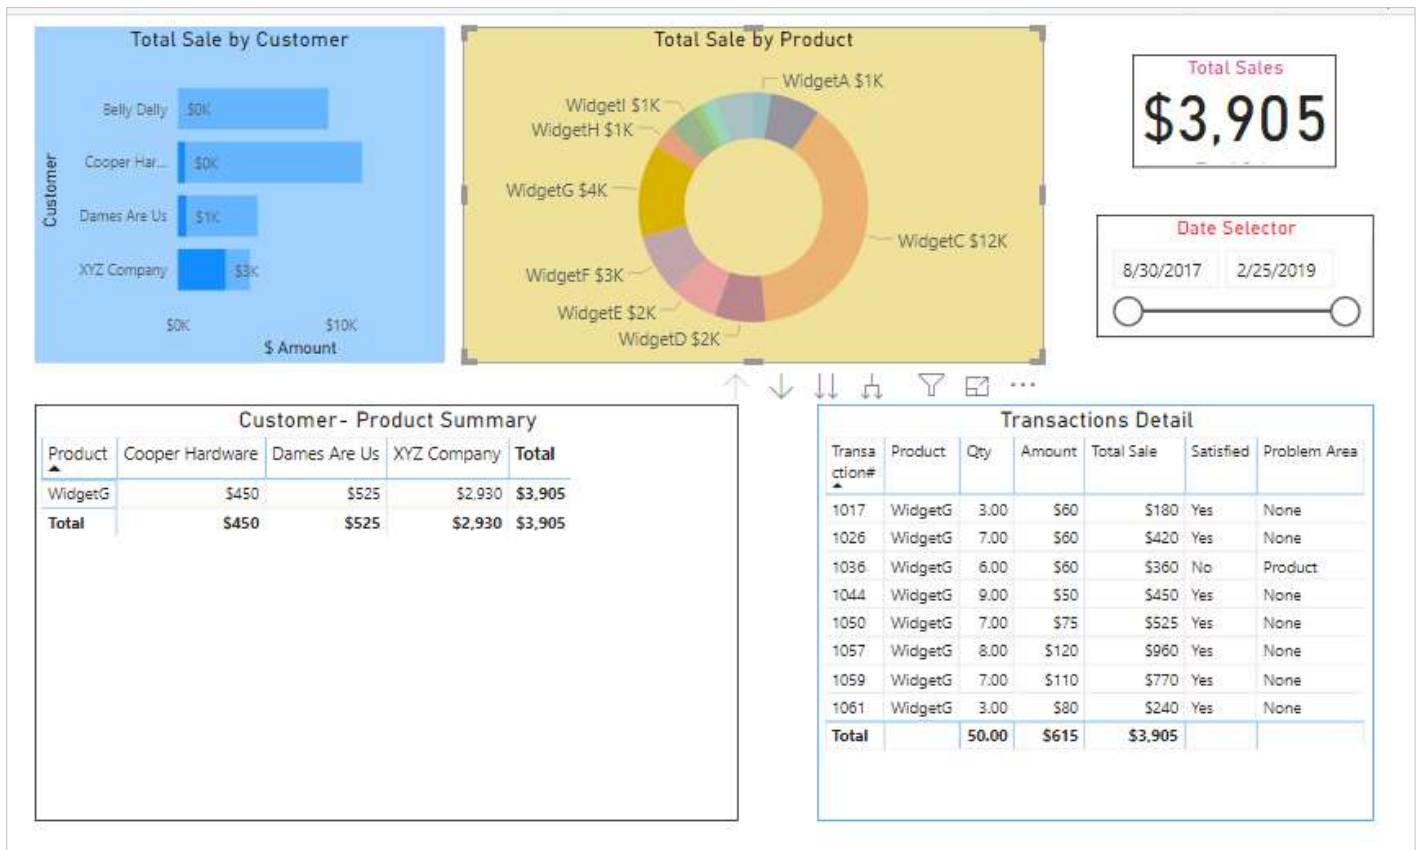 Total Sale by Customer
Customer
Belly Delly $0K
Cooper Har... $0K
Dames Are Us $1K
XYZ Company $3K
$0K $10K
$ Amount
Total Sale by Product
WidgetA $1K
WidgetI $1K
WidgetH $1K
WidgetG $4K
WidgetC $12K
WidgetF $3K
WidgetE $2K
WidgetD $2K
Total Sales
$3,905
Date Selector
8/30/2017 2/25/2019
Customer- Product Summary
Product Cooper Hardware Dames Are Us XYZ Company Total
WidgetG $450 $525 $2,930 $3,905
Total $450 $525 $2,930 $3,905
Transactions Detail
Transa Product Qty Amount Total Sale Satisfied Problem Area
ction#
1017 WidgetG 3.00 $60 $180 Yes None
1026 WidgetG 7.00 $60 $420 Yes None
1036 WidgetG 6.00 $60 $360 No Product
1044 WidgetG 9.00 $50 $450 Yes None
1050 WidgetG 7.00 $75 $525 Yes None
1057 WidgetG 8.00 $120 $960 Yes None
1059 WidgetG 7.00 $110 $770 Yes None
1061 WidgetG 3.00 $80 $240 Yes None
Total 50.00 $615 $3,905